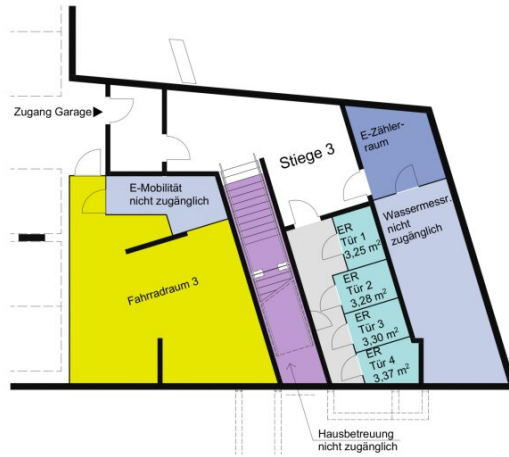 Zugang Garage
Stiege 3
E-Zähler-
raum
E-Mobilität
nicht zugänglich
Wassermessr.
nicht
zugänglich
Fahrradraum 3
ER
Tür 1
3,25 m²
ER
Tür 2
3,28 m²
ER
Tür 3
3,30 m²
ER
Tür 4
3,37 m²
Hausbetreuung
nicht zugänglich